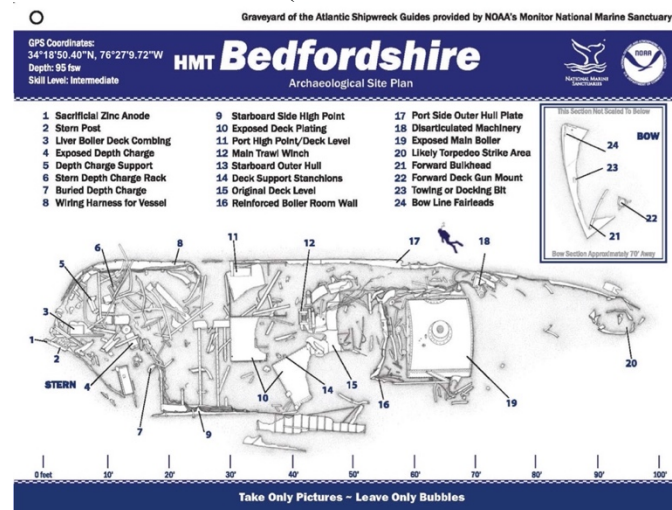 Graveyard of the Atlantic Shipwreck Guides provided by NOAA's Monitor National Marine Sanctuary
GPS Coordinates:
34°18'50.40"N, 76°27'9.72"W
Depth: 95 fsw
Skill Level: Intermediate
HMT Bedfordshire
Archaeological Site Plan
NATIONAL MARINE
SANCTUARIES
NOAA
1 Sacrificial Zinc Anode
2 Stern Post
3 Liver Boiler Deck Combing
4 Exposed Depth Charge
5 Depth Charge Support
6 Stern Depth Charge Rack
7 Buried Depth Charge
8 Wiring Harness for Vessel
9 Starboard Side High Point
10 Exposed Deck Plating
11 Port High Point/Deck Level
12 Main Trawl Winch
13 Starboard Outer Hull
14 Deck Support Stanchions
15 Original Deck Level
16 Reinforced Boiler Room Wall
17 Port Side Outer Hull Plate
18 Disarticulated Machinery
19 Exposed Main Boiler
20 Likely Torpedoe Strike Area
21 Forward Bulkhead
22 Forward Deck Gun Mount
23 Towing or Docking Bit
24 Bow Line Fairleads
This Section Not Scaled To Below
BOW
24
23
22
21
Bow Section Approximately 70' Away
6
8
11
12
17
18
5
3
1
2
STERN
4
7
9
10
14
15
16
19
20
0 feet 10' 20' 30' 40' 50' 60' 70' 80' 90' 100'
Take Only Pictures ~ Leave Only Bubbles